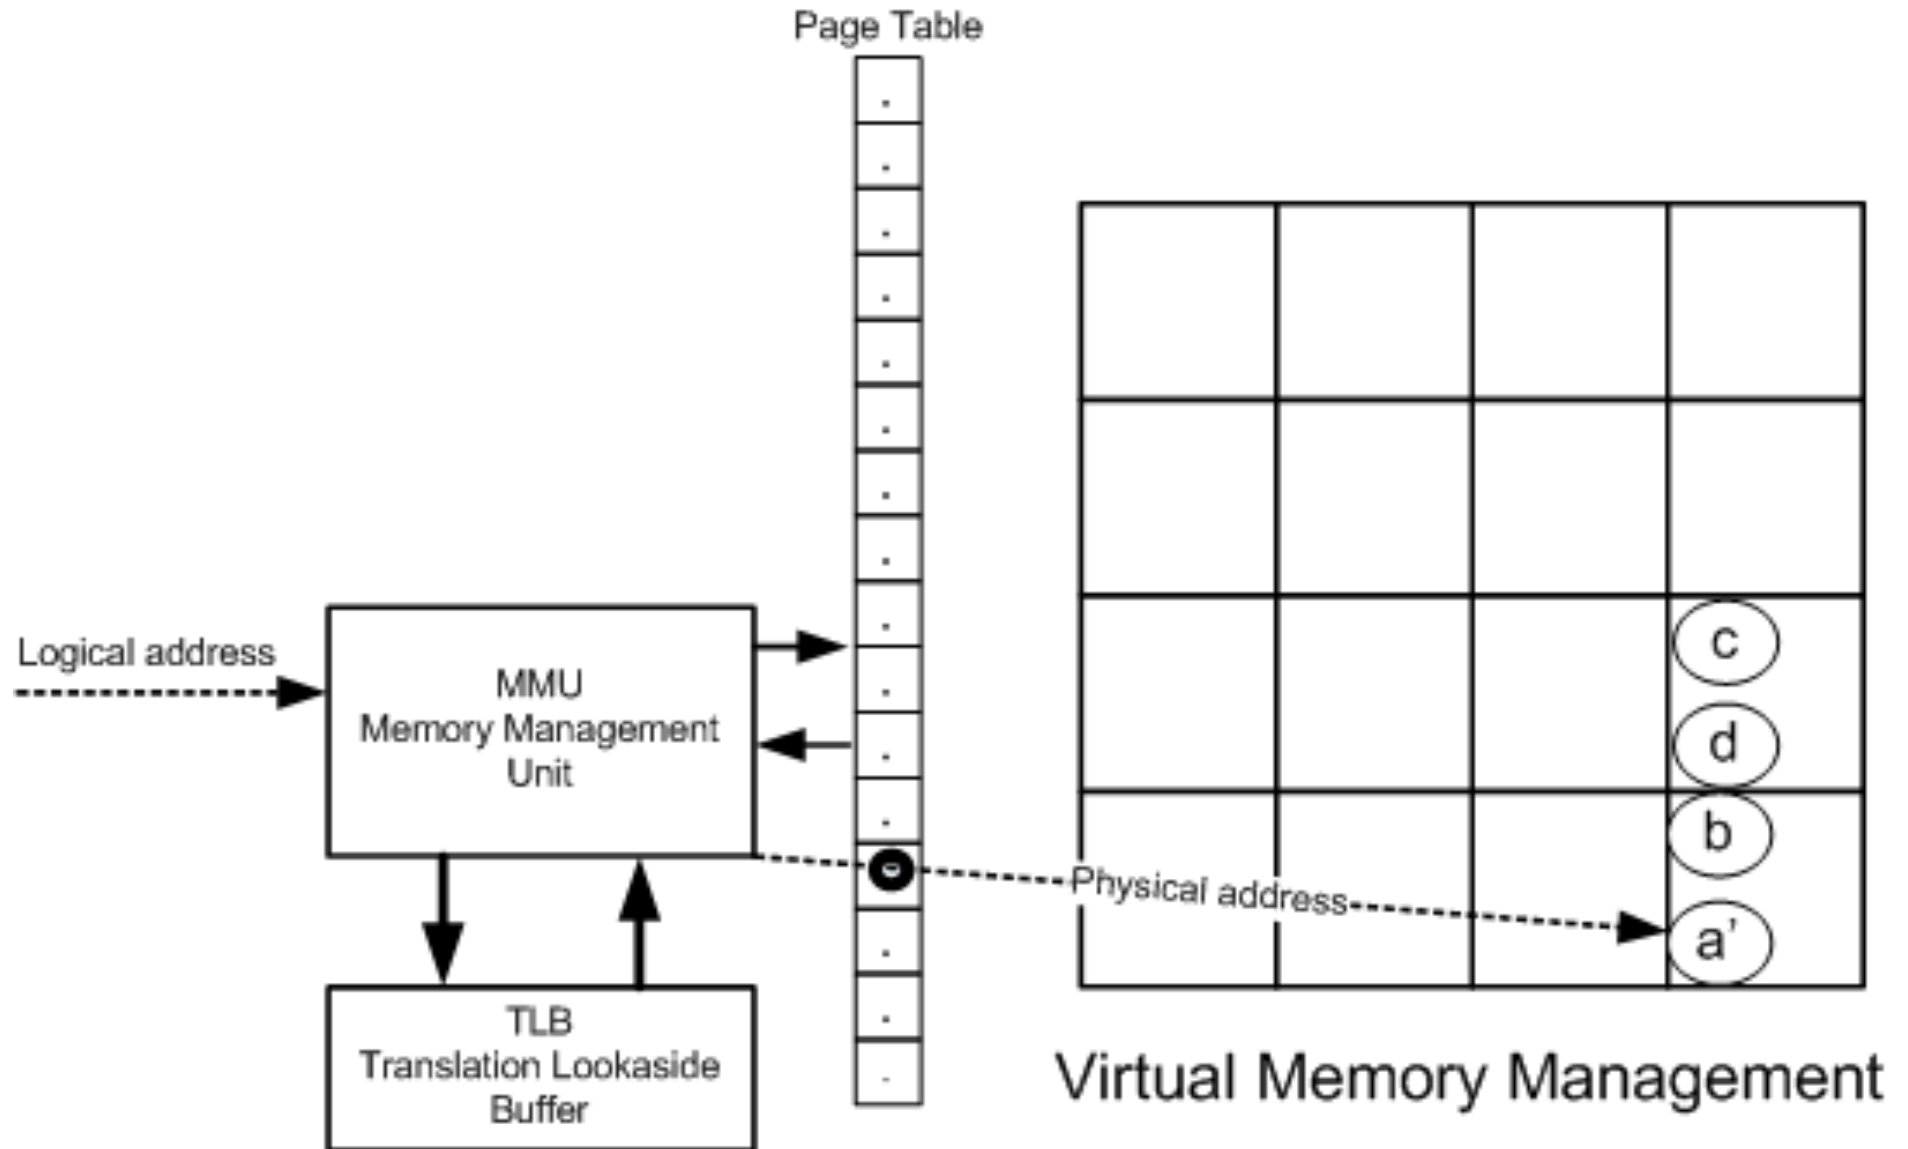 Page Table
Logical address
MMU
Memory Management
Unit
c
d
b
Physical address
a’
TLB
Translation Lookaside
Buffer
Virtual Memory Management